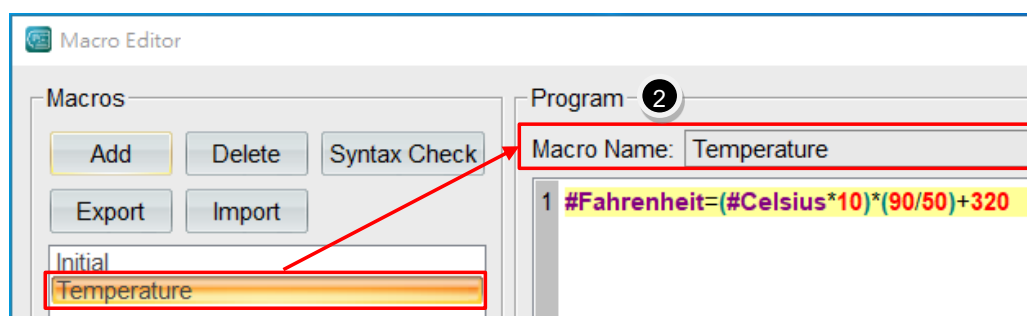 Macro Editor
Macros
Add Delete Syntax Check
Export Import
Initial
Temperature
Program 2
Macro Name: Temperature
1 #Fahrenheit=(#Celsius*10)*(90/50)+320